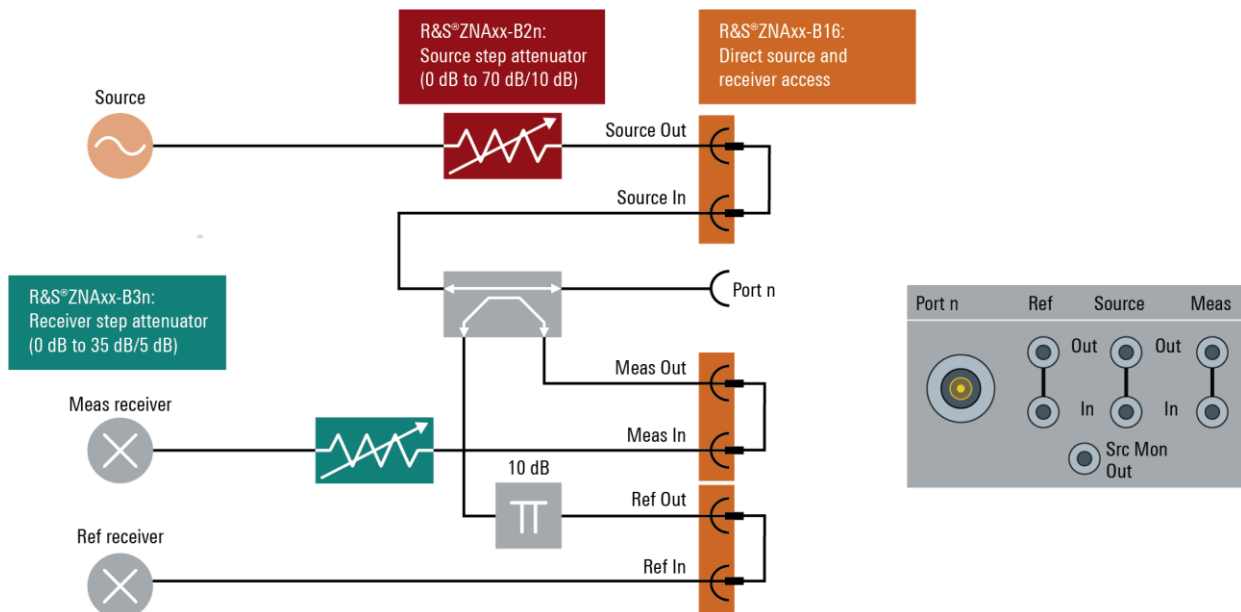 R&S®ZNAxx-B2n:
Source step attenuator
(0 dB to 70 dB/10 dB)
R&S®ZNAxx-B16:
Direct source and
receiver access
Source
Source Out
Source In
Port n
R&S®ZNAxx-B3n:
Receiver step attenuator
(0 dB to 35 dB/5 dB)
Meas receiver
Meas Out
Meas In
10 dB
Ref Out
Ref receiver
Ref In
Port n Ref Source Meas
Out Out
In In
Src Mon
Out